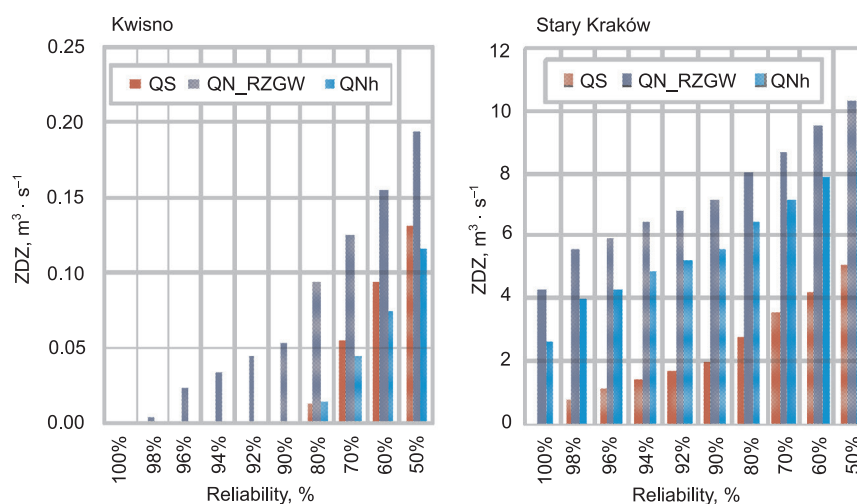 Kwisno
ZDZ, m³ · s⁻¹
0.25
0.20
0.15
0.10
0.05
0.00
QS QN_RZGW QNh
100% 98% 96% 94% 92% 90% 80% 70% 60% 50%
Reliability, %
Stary Kraków
ZDZ, m³ · s⁻¹
12
10
8
6
4
2
0
QS QN_RZGW QNh
100% 98% 96% 94% 92% 90% 80% 70% 60% 50%
Reliability, %